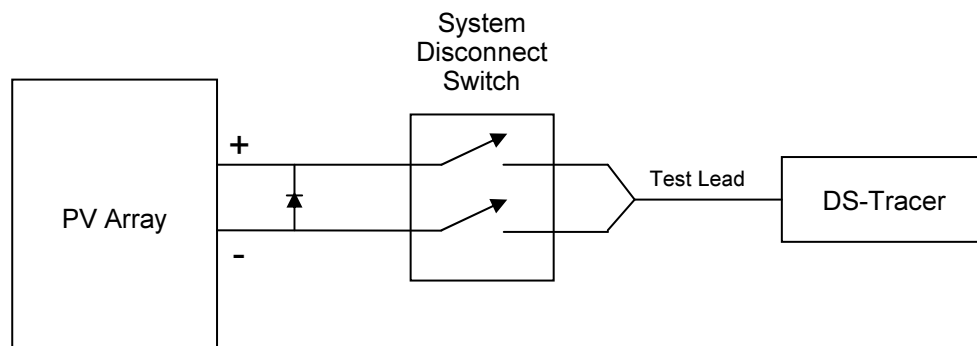 System
Disconnect
Switch
+
PV Array
-
Test Lead
DS-Tracer